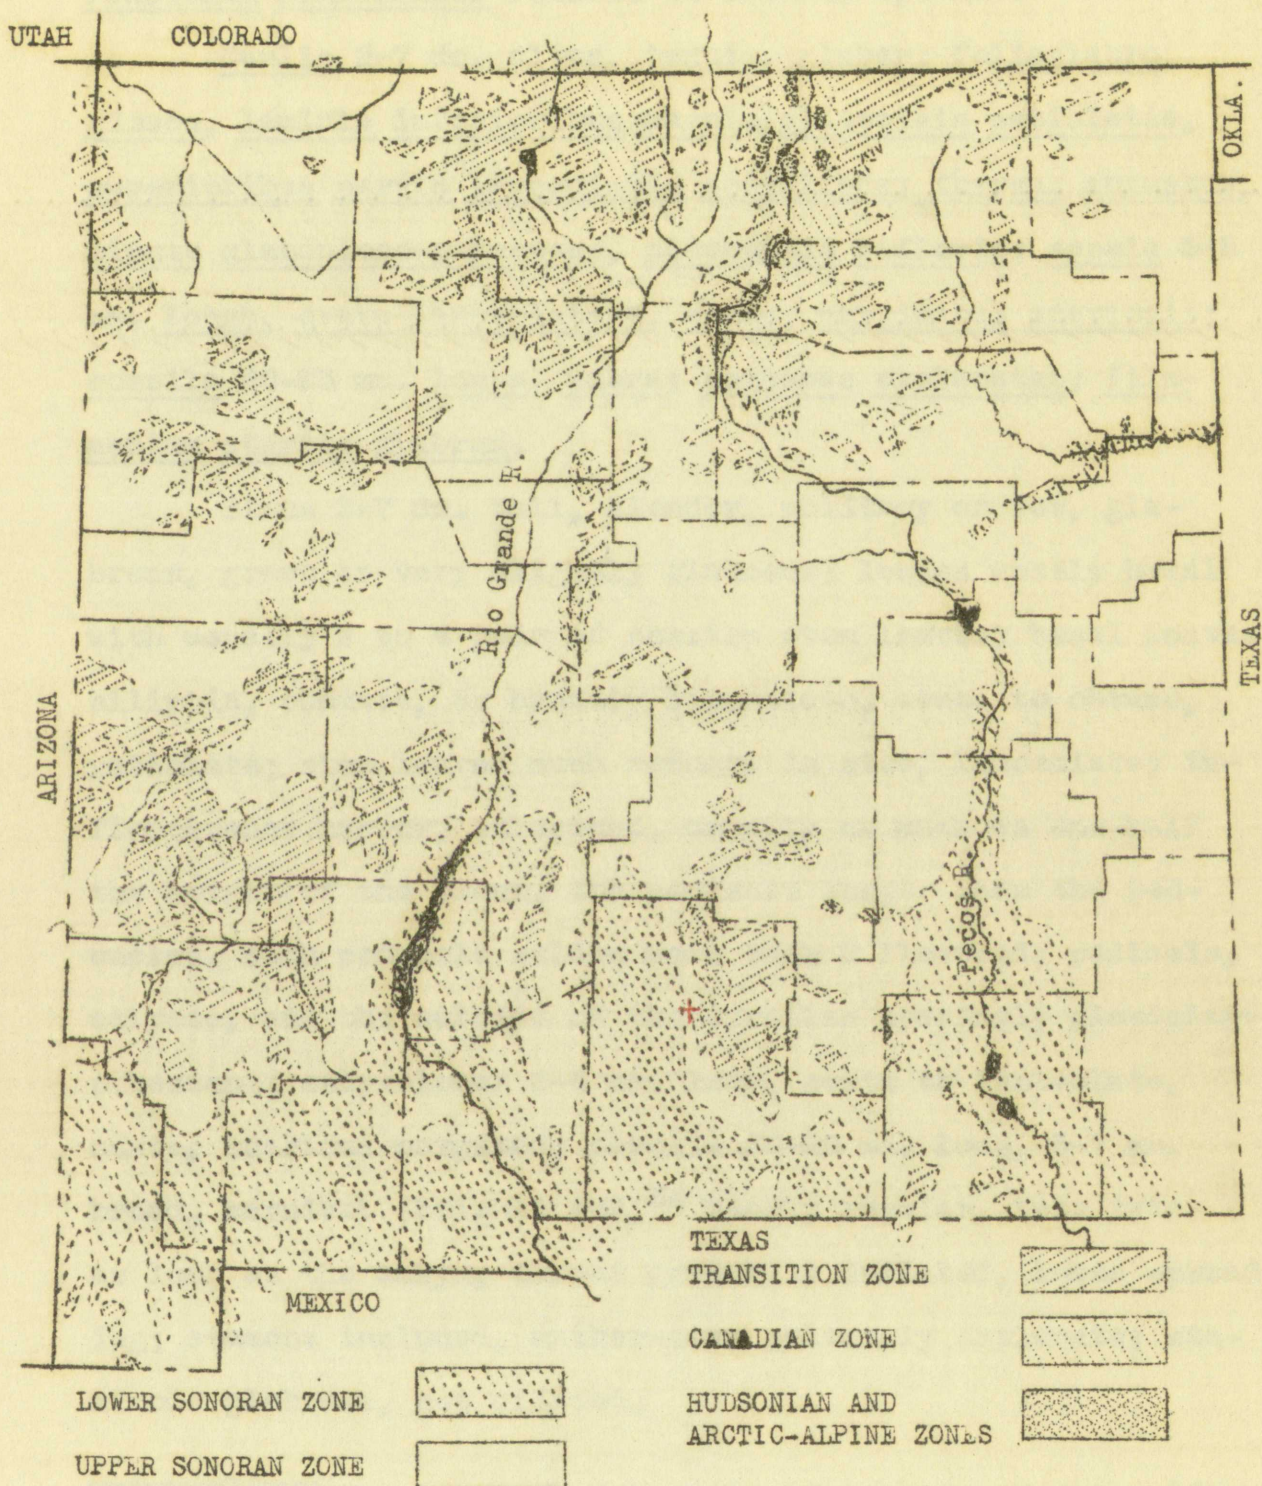 UTAH
COLORADO
OKLA.
Rio Grande R.
TEXAS
ARIZONA
Pecos R.
MEXICO
TEXAS
TRANSITION ZONE
CANADIAN ZONE
HUDSONIAN AND
ARCTIC-ALPINE ZONES
LOWER SONORAN ZONE
UPPER SONORAN ZONE